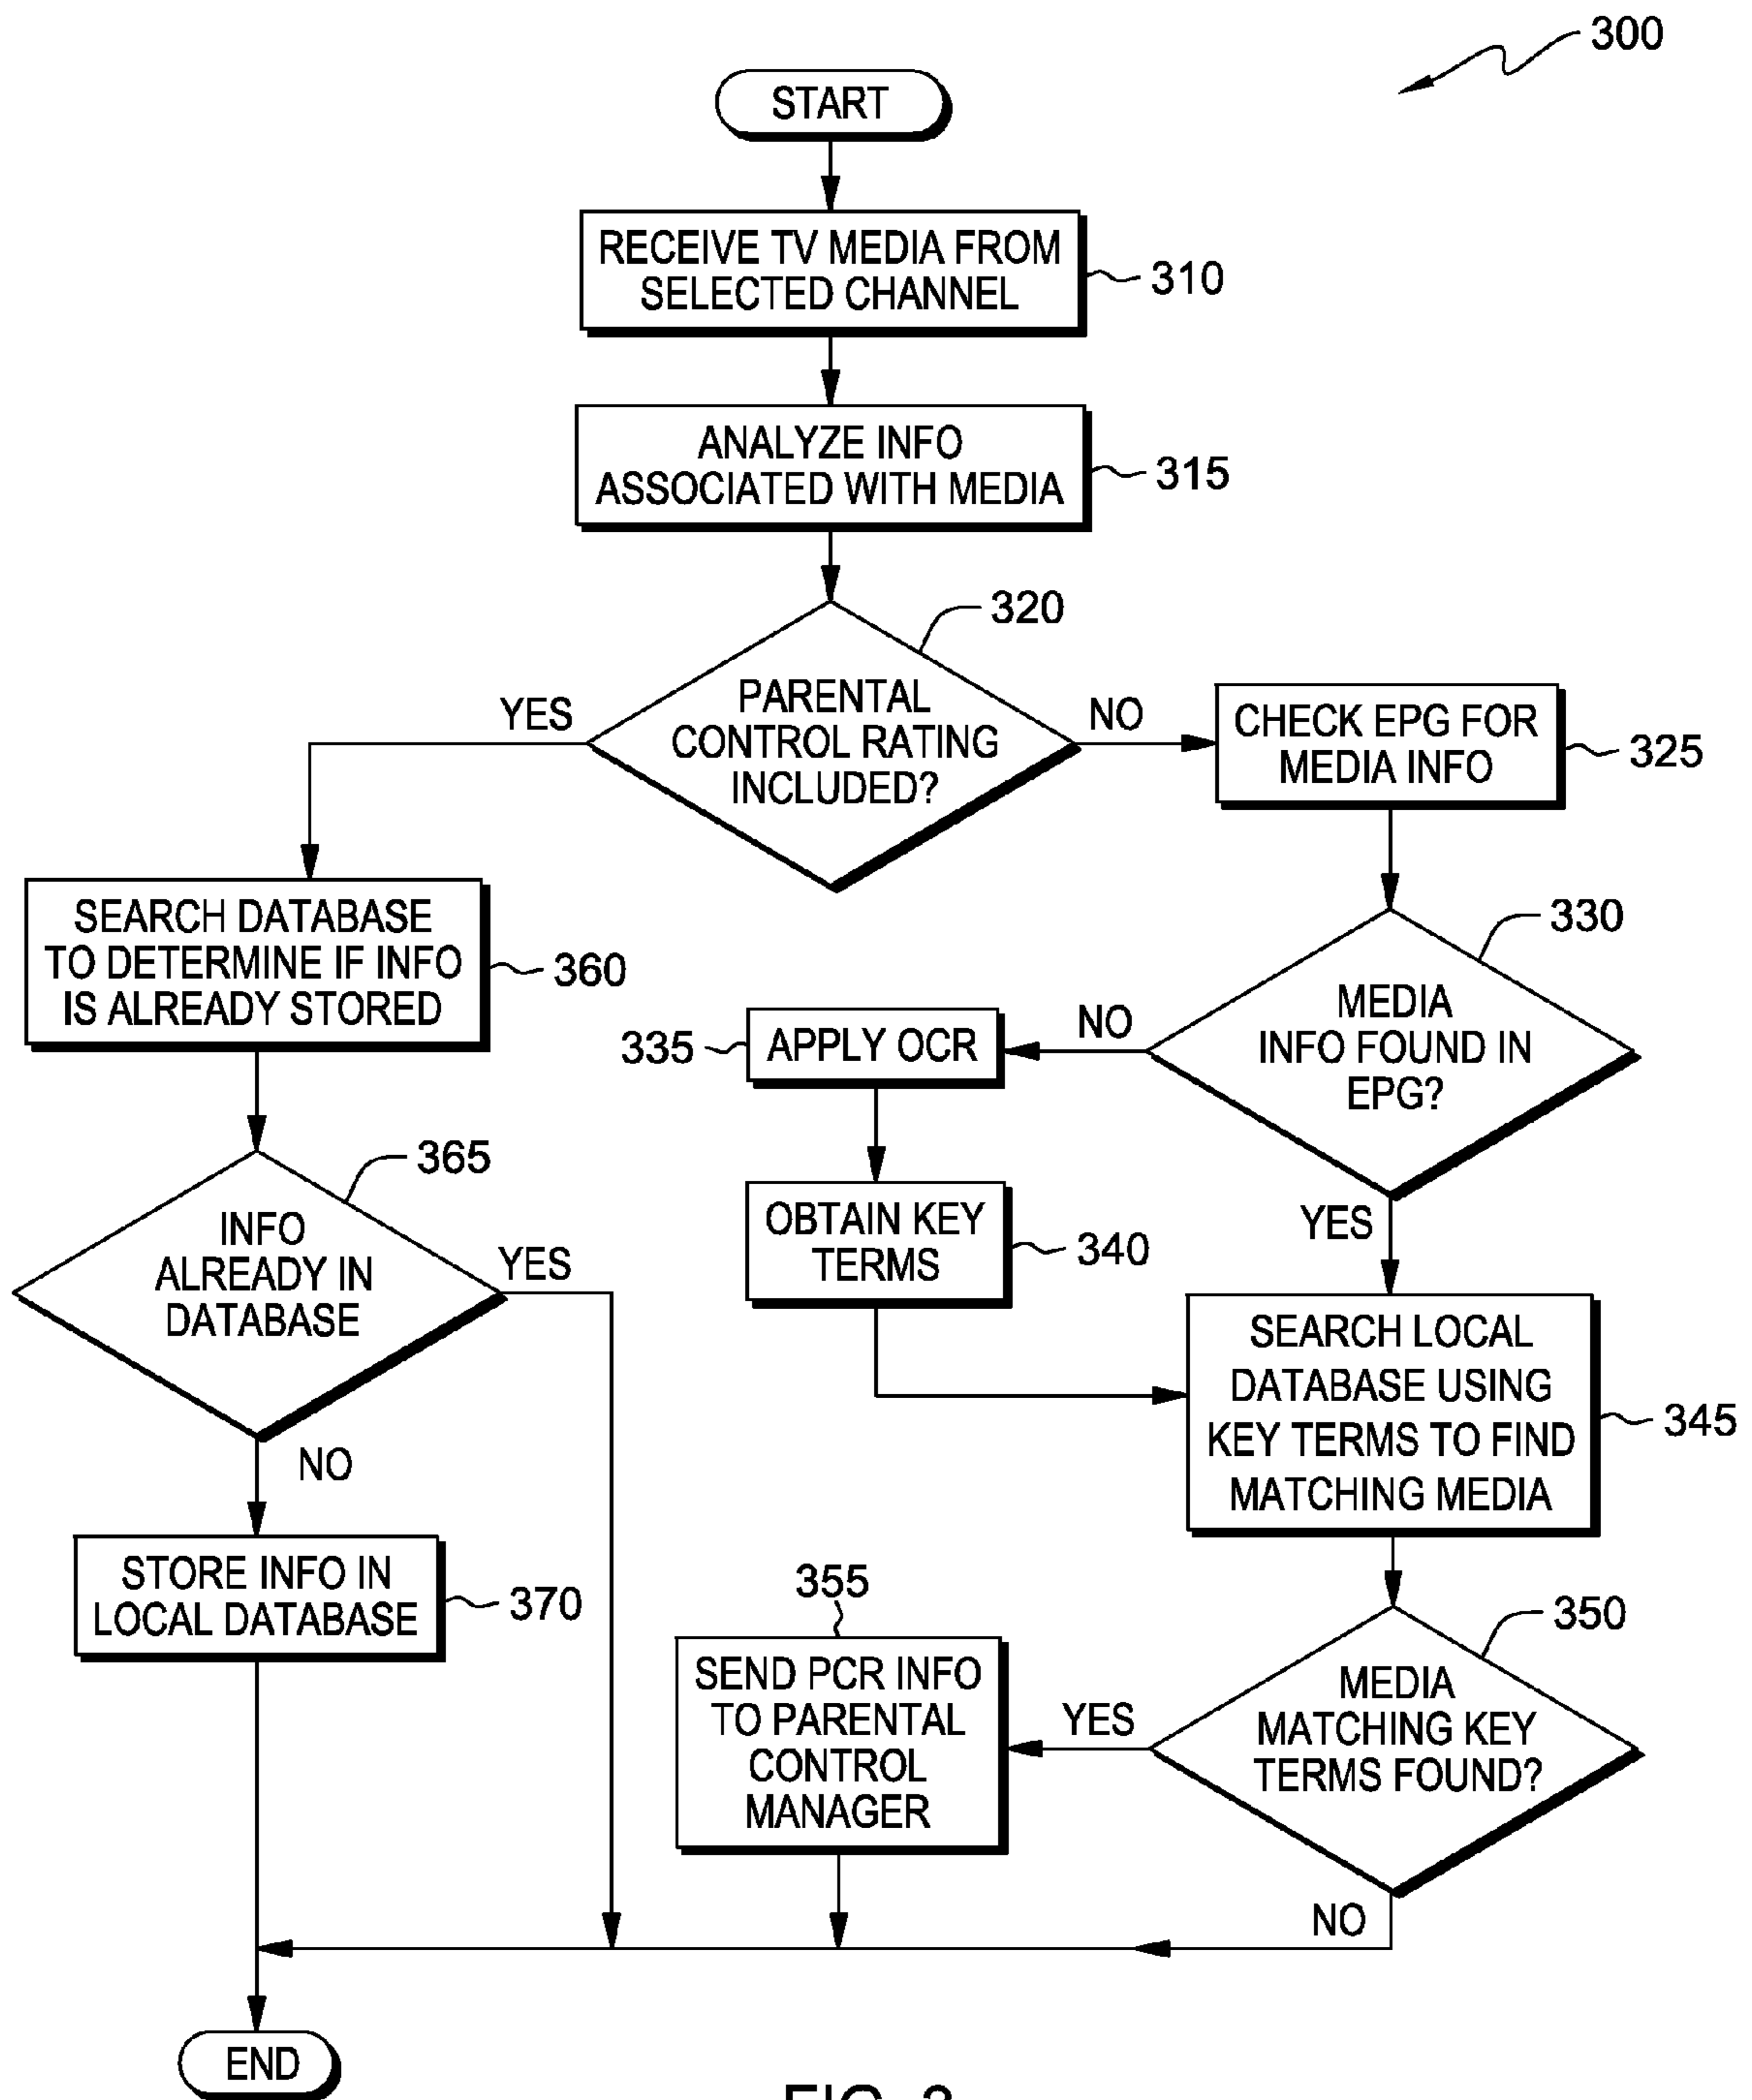 300
START
RECEIVE TV MEDIA FROM
SELECTED CHANNEL
310
ANALYZE INFO
ASSOCIATED WITH MEDIA
315
320
PARENTAL
CONTROL RATING
INCLUDED?
YES
NO
CHECK EPG FOR
MEDIA INFO
325
SEARCH DATABASE
TO DETERMINE IF INFO
IS ALREADY STORED
360
330
MEDIA
INFO FOUND IN
EPG?
NO
YES
335
APPLY OCR
OBTAIN KEY
TERMS
340
365
INFO
ALREADY IN
DATABASE
YES
NO
SEARCH LOCAL
DATABASE USING
KEY TERMS TO FIND
MATCHING MEDIA
345
STORE INFO IN
LOCAL DATABASE
370
355
SEND PCR INFO
TO PARENTAL
CONTROL
MANAGER
350
MEDIA
MATCHING KEY
TERMS FOUND?
YES
NO
END
FIG. 3